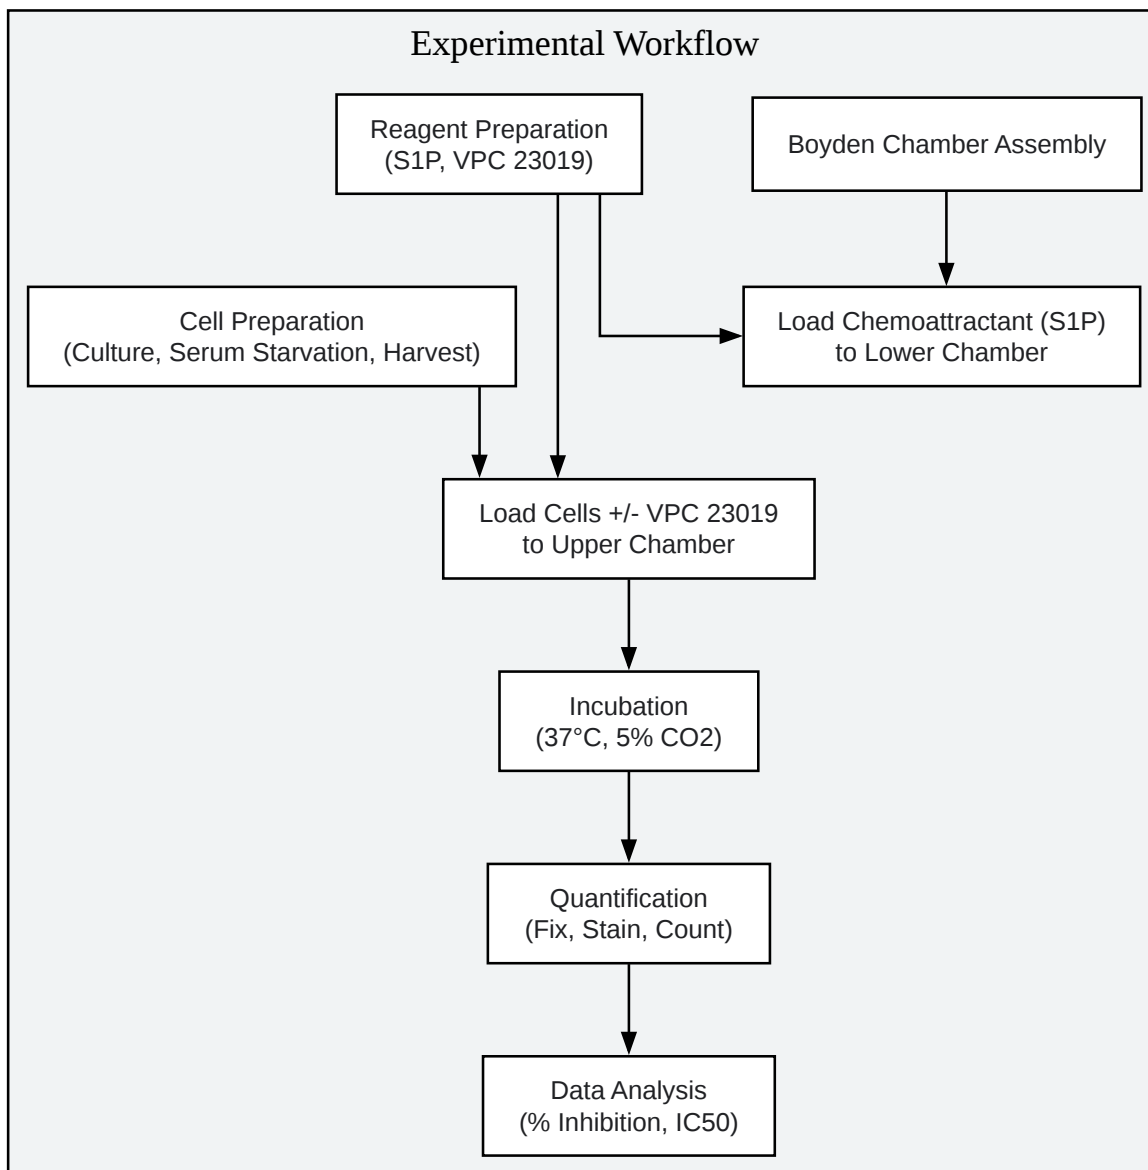 Experimental Workflow
Reagent Preparation
(S1P, VPC 23019)
Boyden Chamber Assembly
Cell Preparation
(Culture, Serum Starvation, Harvest)
Load Chemoattractant (S1P)
to Lower Chamber
Load Cells +/- VPC 23019
to Upper Chamber
Incubation
(37°C, 5% CO2)
Quantification
(Fix, Stain, Count)
Data Analysis
(% Inhibition, IC50)